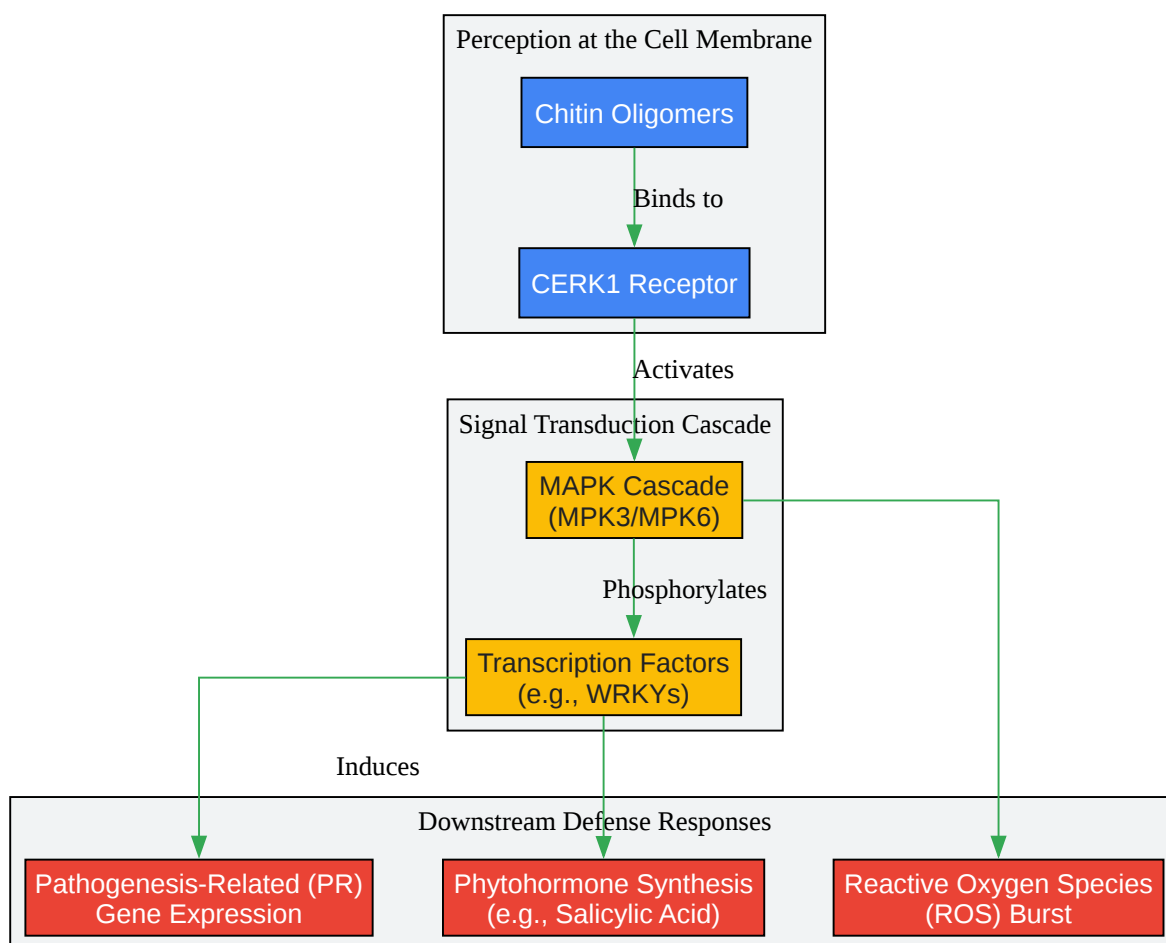 Perception at the Cell Membrane
Chitin Oligomers
Binds to
CERK1 Receptor
Activates
Signal Transduction Cascade
MAPK Cascade
(MPK3/MPK6)
Phosphorylates
Transcription Factors
(e.g., WRKYs)
Induces
Downstream Defense Responses
Pathogenesis-Related (PR)
Gene Expression
Phytohormone Synthesis
(e.g., Salicylic Acid)
Reactive Oxygen Species
(ROS) Burst